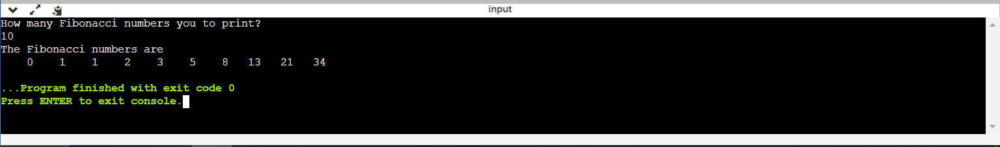 input
How many Fibonacci numbers you to print?
10
The Fibonacci numbers are
0 1 1 2 3 5 8 13 21 34
...Program finished with exit code 0
Press ENTER to exit console.